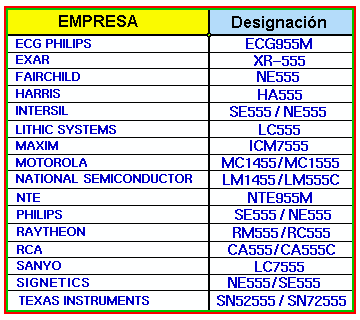 EMPRESA Designación
ECG PHILIPS ECG955M
EXAR XR-555
FAIRCHILD NE555
HARRIS HA555
INTERSIL SE555 / NE555
LITHIC SYSTEMS LC555
MAXIM ICM7555
MOTOROLA MC1455/MC1555
NATIONAL SEMICONDUCTOR LM1455/LM555C
NTE NTE955M
PHILIPS SE555 / NE555
RAYTHEON RM555/RC555
RCA CA555/CA555C
SANYO LC7555
SIGNETICS NE555/SE555
TEXAS INSTRUMENTS SN52555 / SN72555